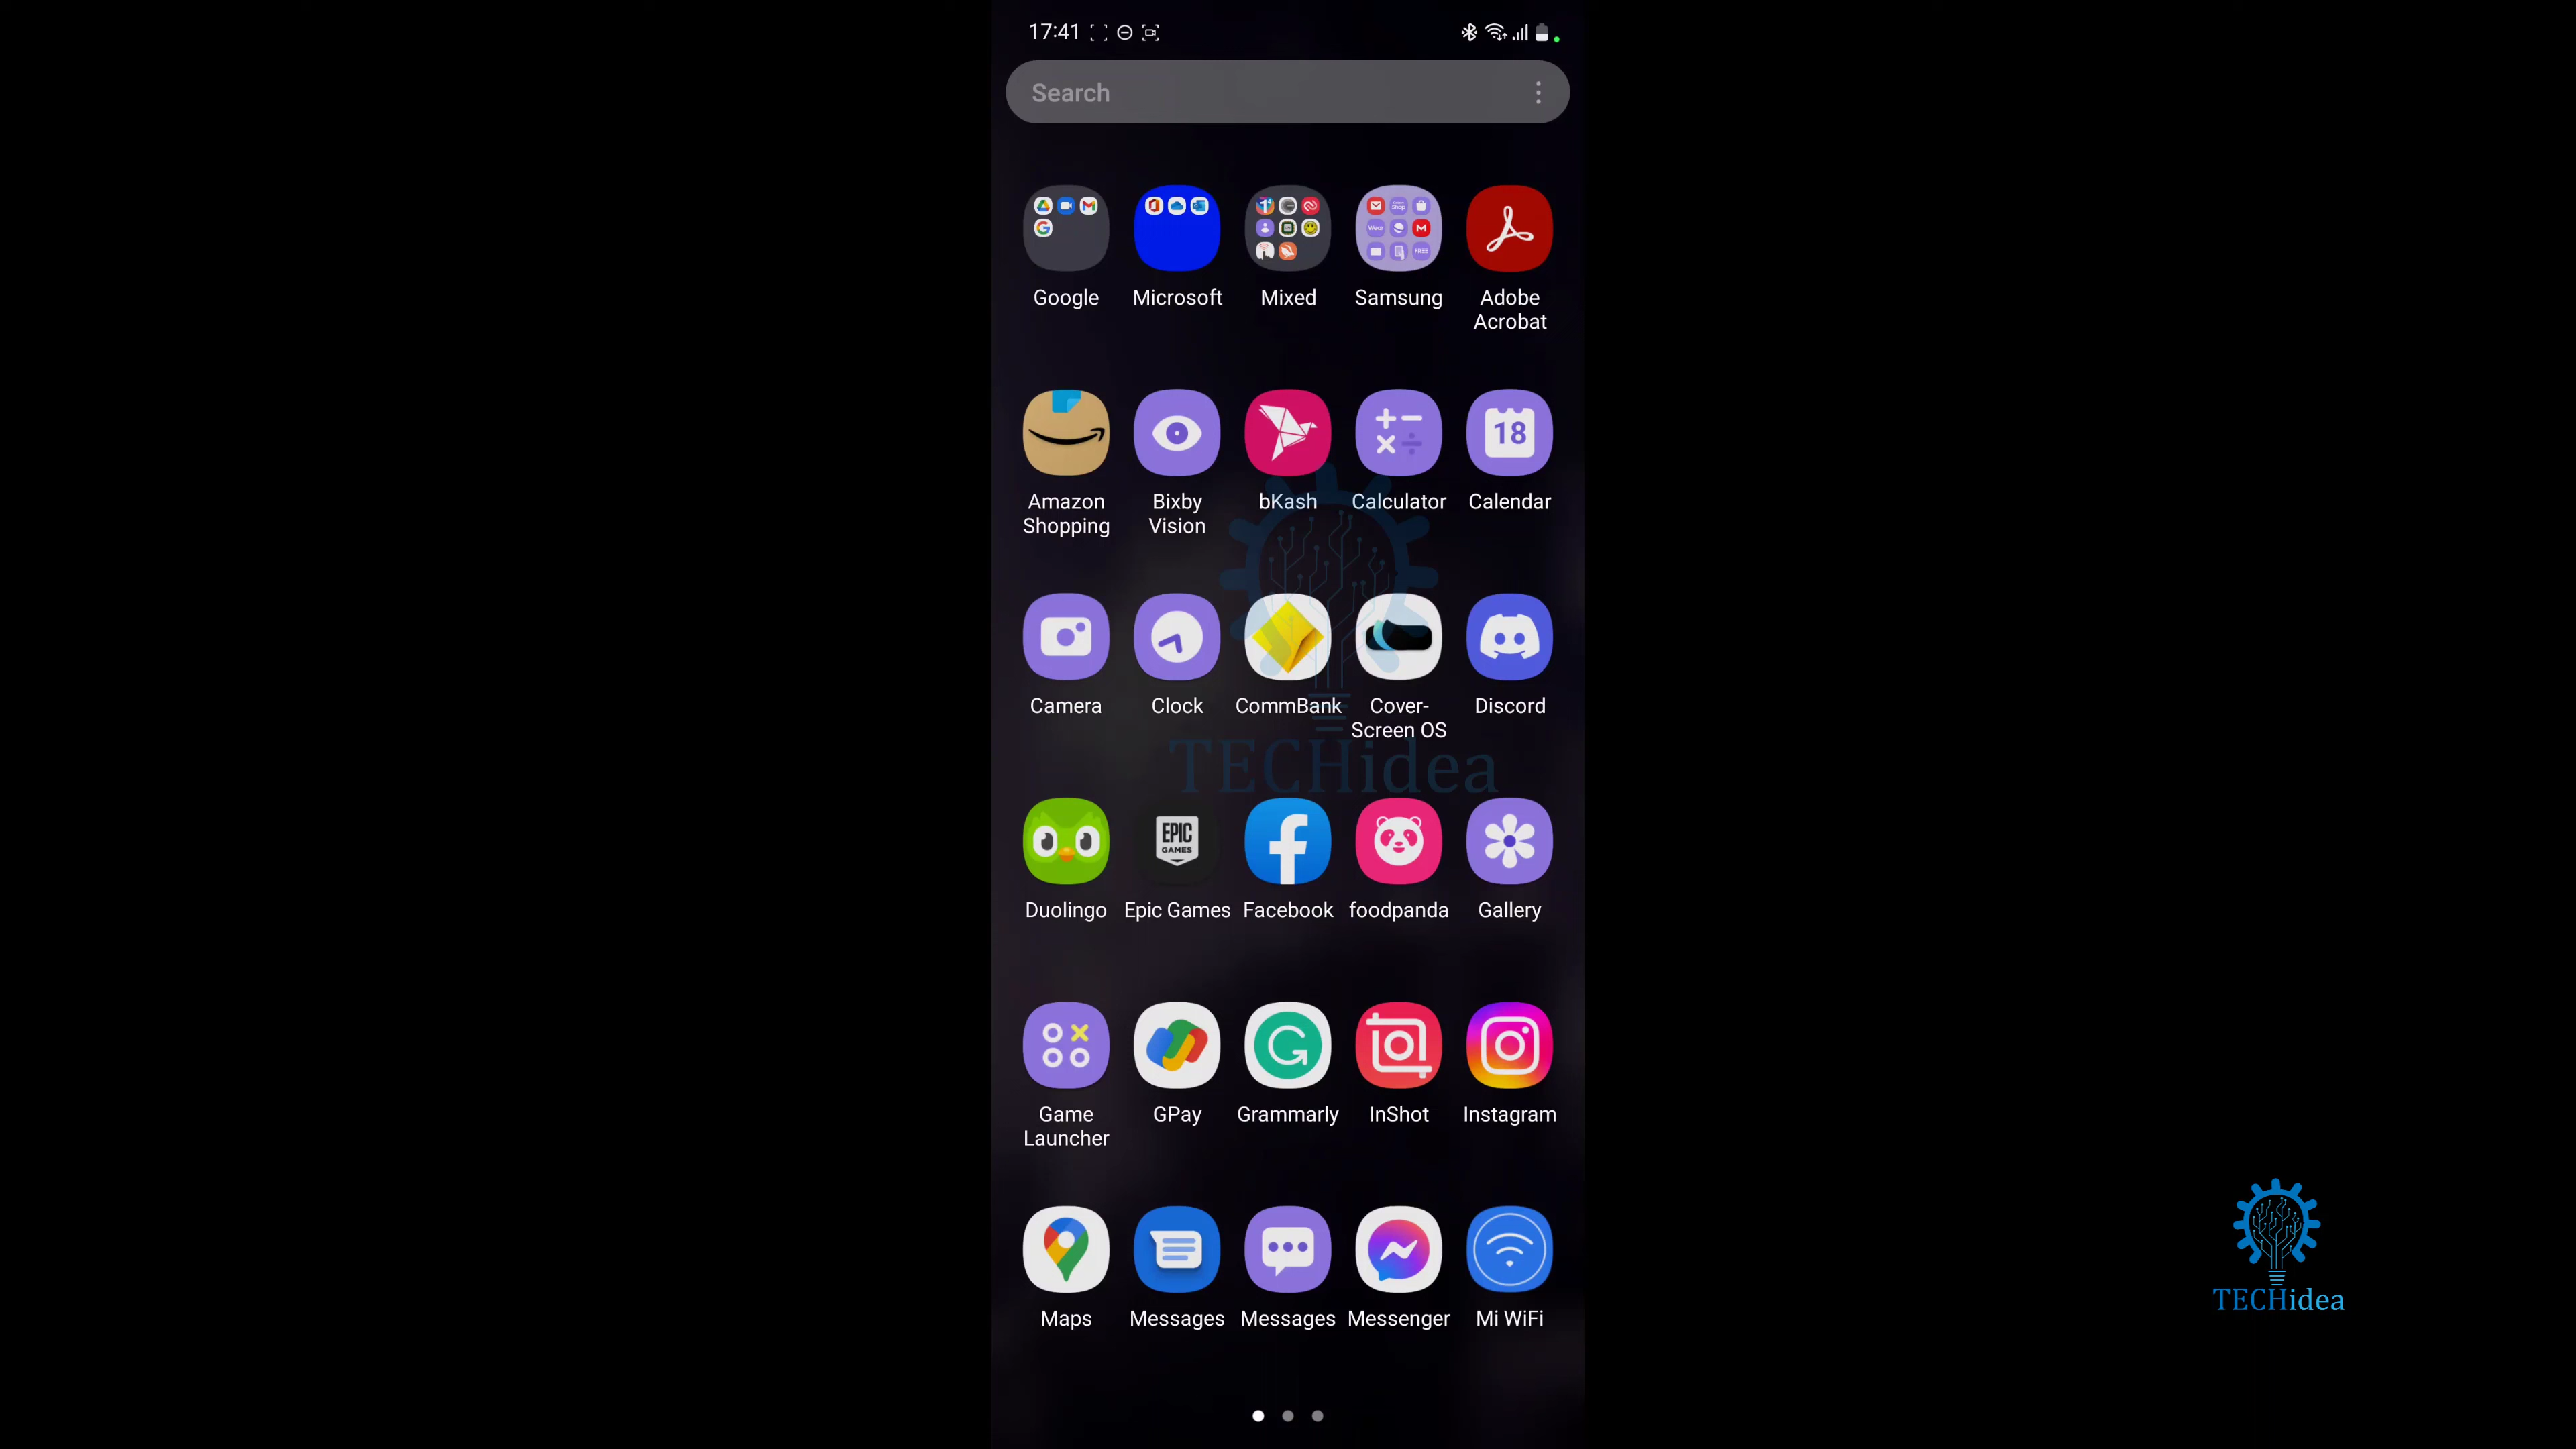 17:41
Search
Google Microsoft Mixed Samsung Adobe
Acrobat
18
Amazon Bixby bKash Calculator Calendar
Shopping Vision
Camera Clock CommBank Cover- Discord
Screen OS
TECHidea
EPIC
GAMES
Duolingo Epic Games Facebook foodpanda Gallery
Game GPay Grammarly InShot Instagram
Launcher
Maps Messages Messages Messenger Mi WiFi
TECHidea